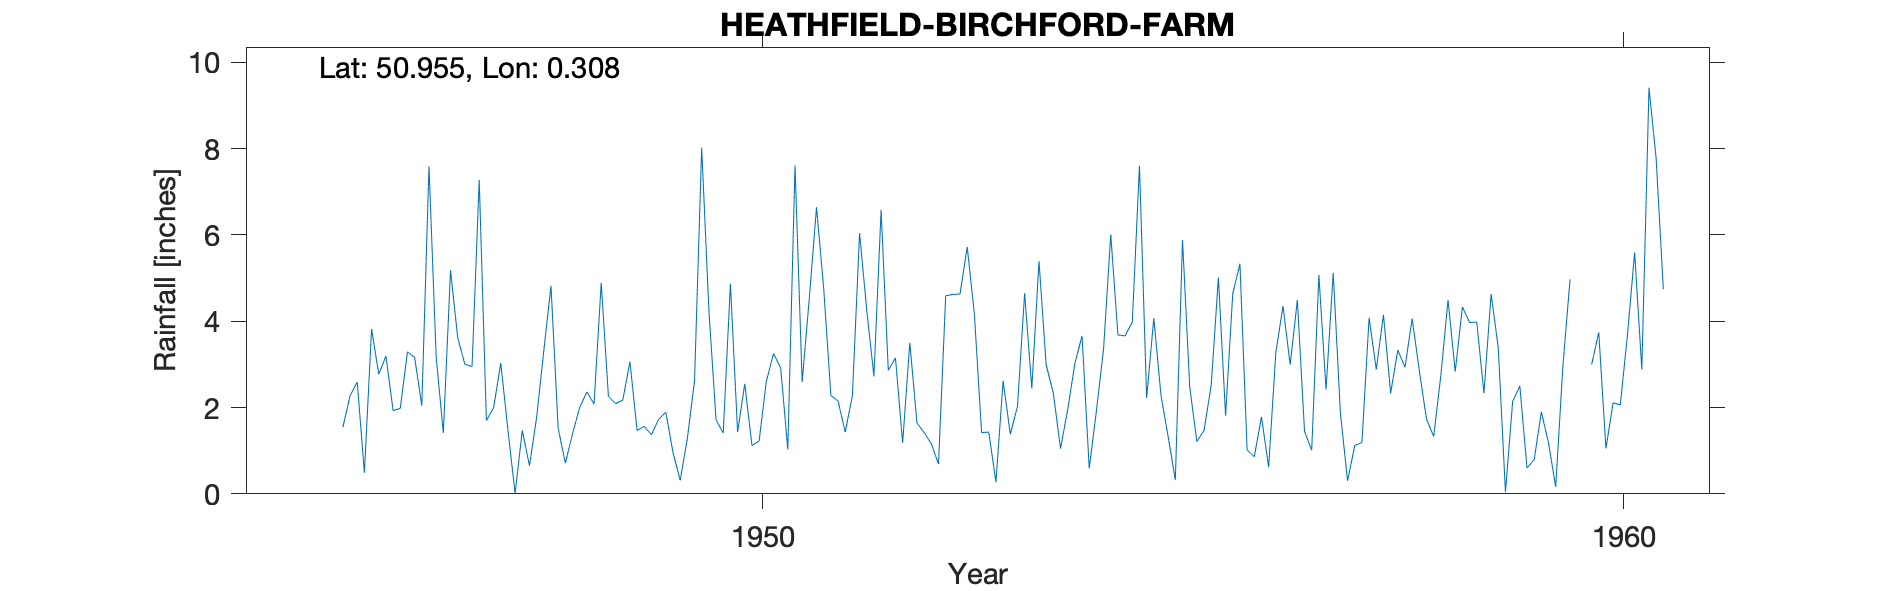 HEATHFIELD-BIRCHFORD-FARM
Lat: 50.955, Lon: 0.308
10
8
6
4
2
0
Rainfall [inches]
1950
1960
Year